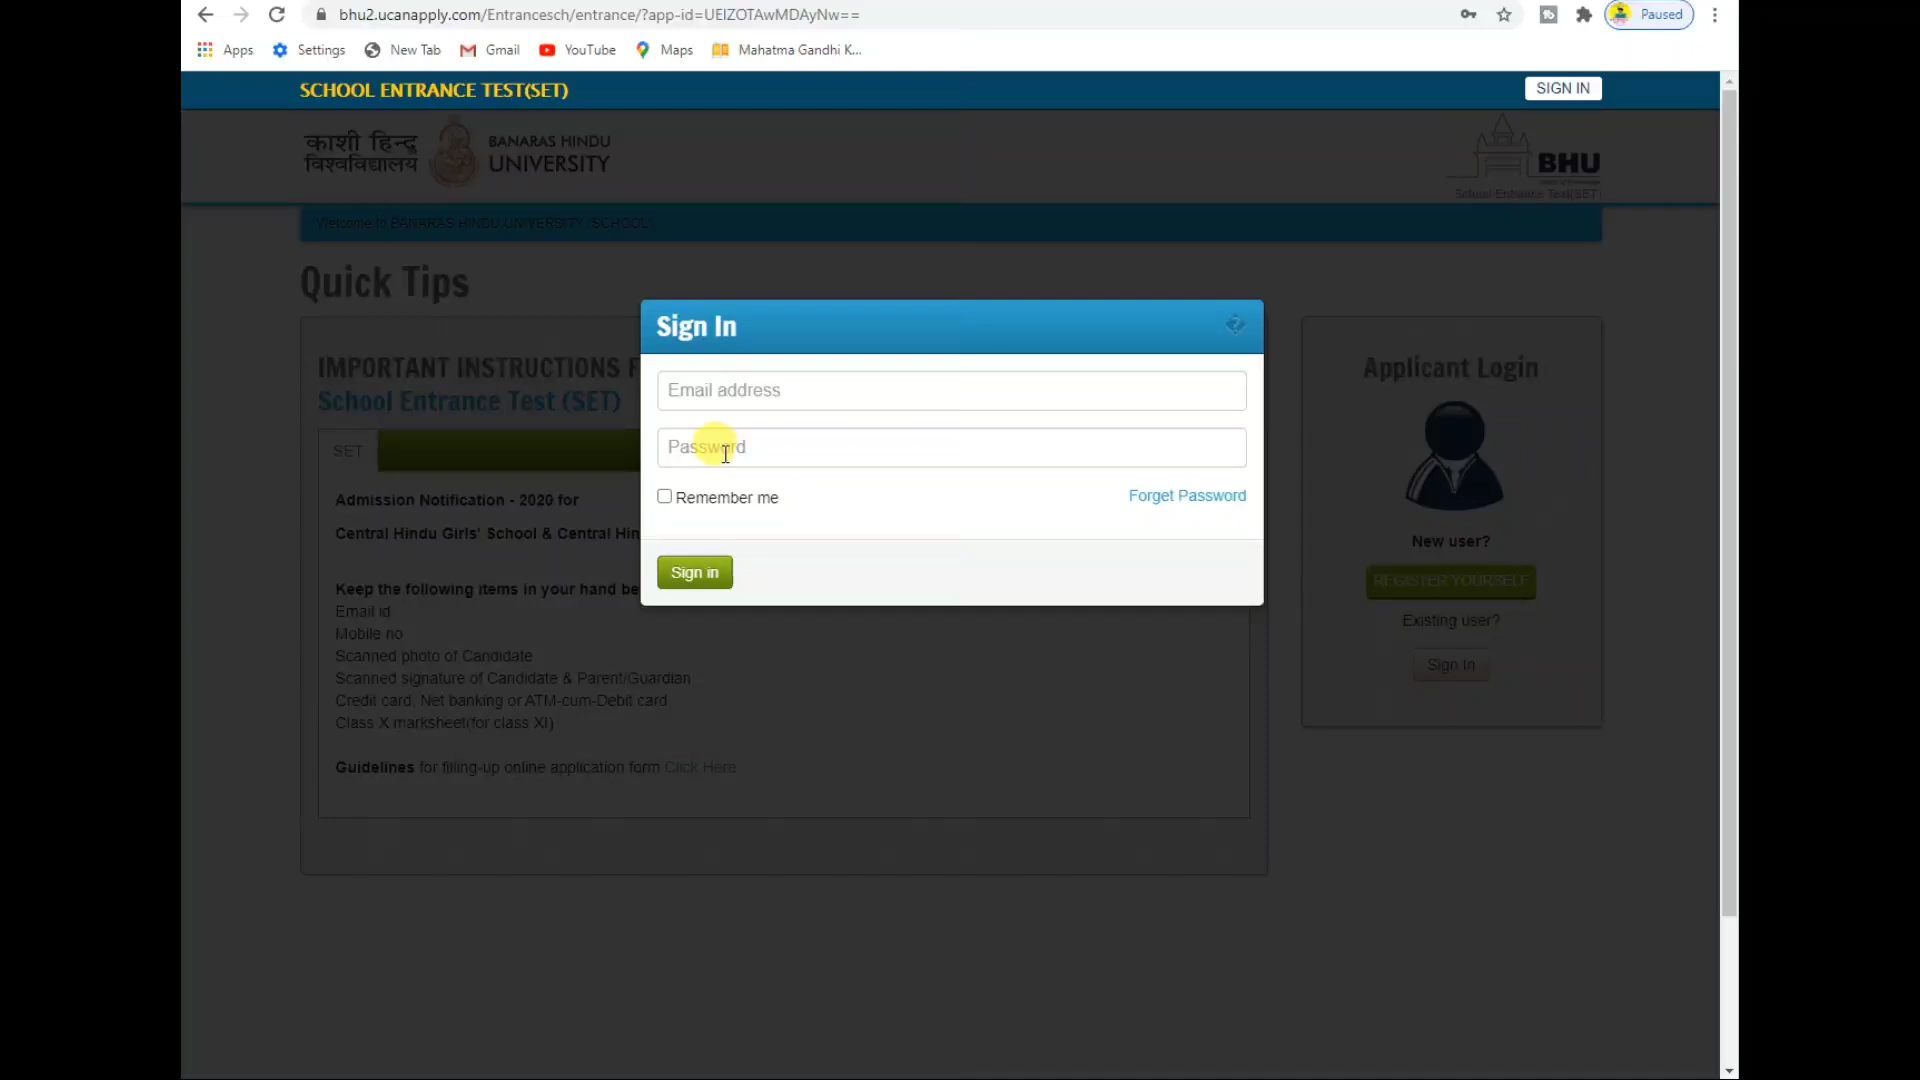 bhu2.ucanapply.com/Entrancesch/entrance/?app-id=UEIZOTAwMDAyNw==
Paused
Apps
Settings
New Tab
Gmail
YouTube
Maps
Mahatma Gandhi K...
SCHOOL ENTRANCE TEST(SET)
SIGN IN
काशी हिन्दू
विश्वविद्यालय
BANARAS HINDU
UNIVERSITY
BHU
School Entrance Test(SET)
Welcome to BANARAS HINDU UNIVERSITY (SCHOOL)
Quick Tips
Sign In
?
Email address
Password
Remember me
Forget Password
Sign in
IMPORTANT INSTRUCTIONS F
School Entrance Test (SET)
SET
Admission Notification - 2020 for
Central Hindu Girls' School & Central Hin
Keep the following items in your hand be
Email id
Mobile no
Scanned photo of Candidate
Scanned signature of Candidate & Parent/Guardian
Credit card, Net banking or ATM-cum-Debit card
Class X marksheet(for class XI)
Guidelines for filling-up online application form Click Here
Applicant Login
New user?
REGISTER YOURSELF
Existing user?
Sign In